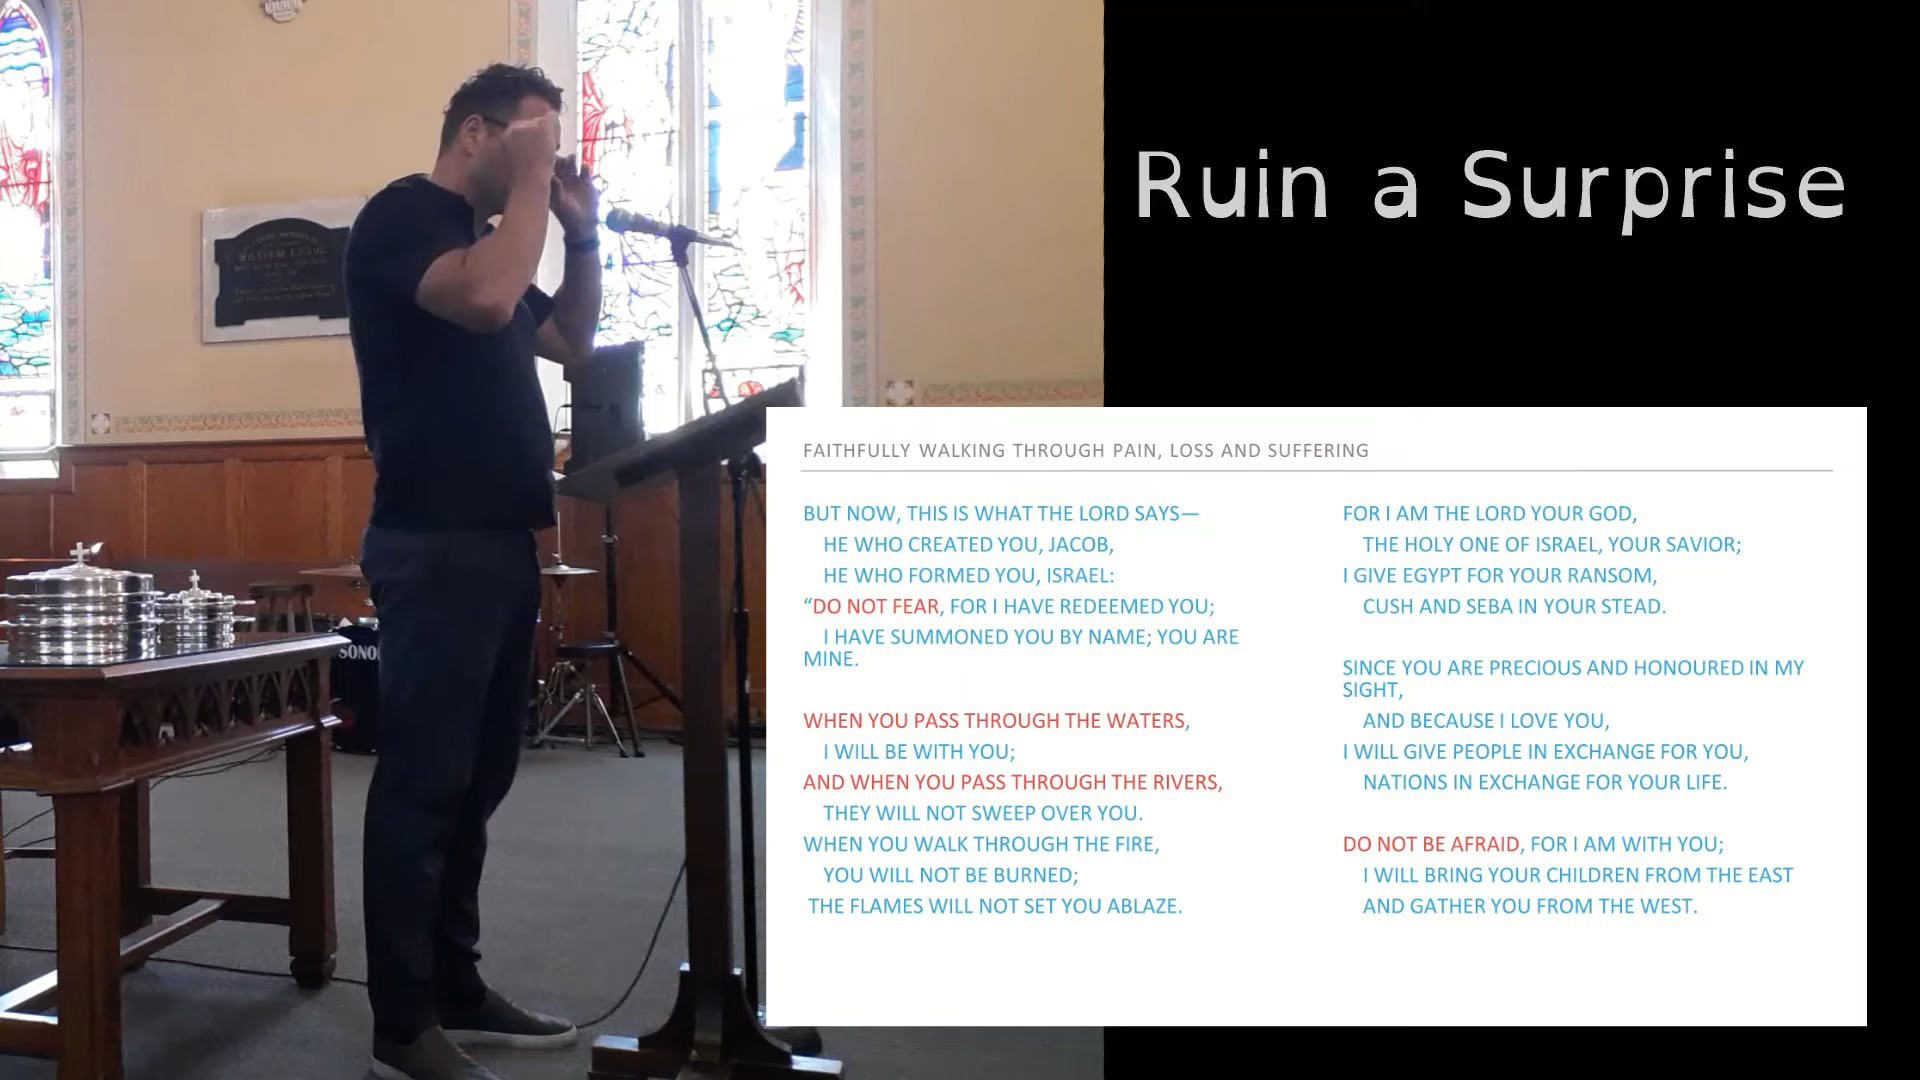 Ruin a Surprise
WILLIAM
SONOR
FAITHFULLY WALKING THROUGH PAIN, LOSS AND SUFFERING
BUT NOW, THIS IS WHAT THE LORD SAYS—
HE WHO CREATED YOU, JACOB,
HE WHO FORMED YOU, ISRAEL:
“DO NOT FEAR, FOR I HAVE REDEEMED YOU;
I HAVE SUMMONED YOU BY NAME; YOU ARE
MINE.
WHEN YOU PASS THROUGH THE WATERS,
I WILL BE WITH YOU;
AND WHEN YOU PASS THROUGH THE RIVERS,
THEY WILL NOT SWEEP OVER YOU.
WHEN YOU WALK THROUGH THE FIRE,
YOU WILL NOT BE BURNED;
THE FLAMES WILL NOT SET YOU ABLAZE.
FOR I AM THE LORD YOUR GOD,
THE HOLY ONE OF ISRAEL, YOUR SAVIOR;
I GIVE EGYPT FOR YOUR RANSOM,
CUSH AND SEBA IN YOUR STEAD.
SINCE YOU ARE PRECIOUS AND HONOURED IN MY
SIGHT,
AND BECAUSE I LOVE YOU,
I WILL GIVE PEOPLE IN EXCHANGE FOR YOU,
NATIONS IN EXCHANGE FOR YOUR LIFE.
DO NOT BE AFRAID, FOR I AM WITH YOU;
I WILL BRING YOUR CHILDREN FROM THE EAST
AND GATHER YOU FROM THE WEST.